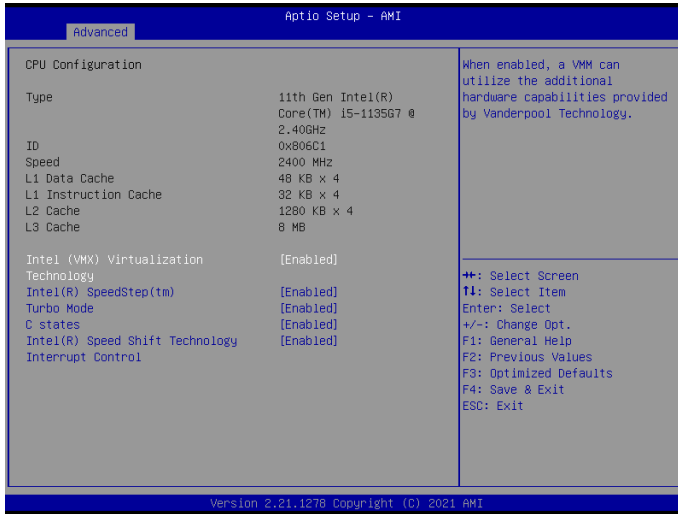 Aptio Setup – AMI
Advanced
CPU Configuration
Type 11th Gen Intel(R)
Core(TM) i5-1135G7 @
2.40GHz
ID 0x806C1
Speed 2400 MHz
L1 Data Cache 48 KB x 4
L1 Instruction Cache 32 KB x 4
L2 Cache 1280 KB x 4
L3 Cache 8 MB
Intel (VMX) Virtualization [Enabled]
Technology
Intel(R) SpeedStep(tm) [Enabled]
Turbo Mode [Enabled]
C states [Enabled]
Intel(R) Speed Shift Technology [Enabled]
Interrupt Control
When enabled, a VMM can
utilize the additional
hardware capabilities provided
by Vanderpool Technology.
→←: Select Screen
↑↓: Select Item
Enter: Select
+/-: Change Opt.
F1: General Help
F2: Previous Values
F3: Optimized Defaults
F4: Save & Exit
ESC: Exit
Version 2.21.1278 Copyright (C) 2021 AMI